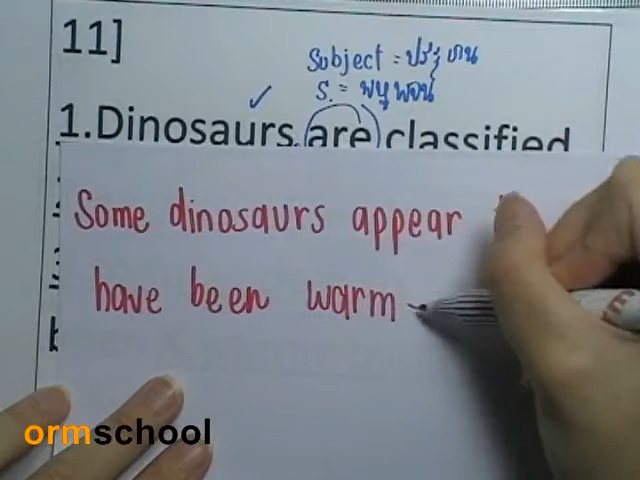 11]
Subject = ประธาน
S. = พหูพจน์
1.Dinosaurs are classified
Some dinosaurs appear
have been warm -
ormschool